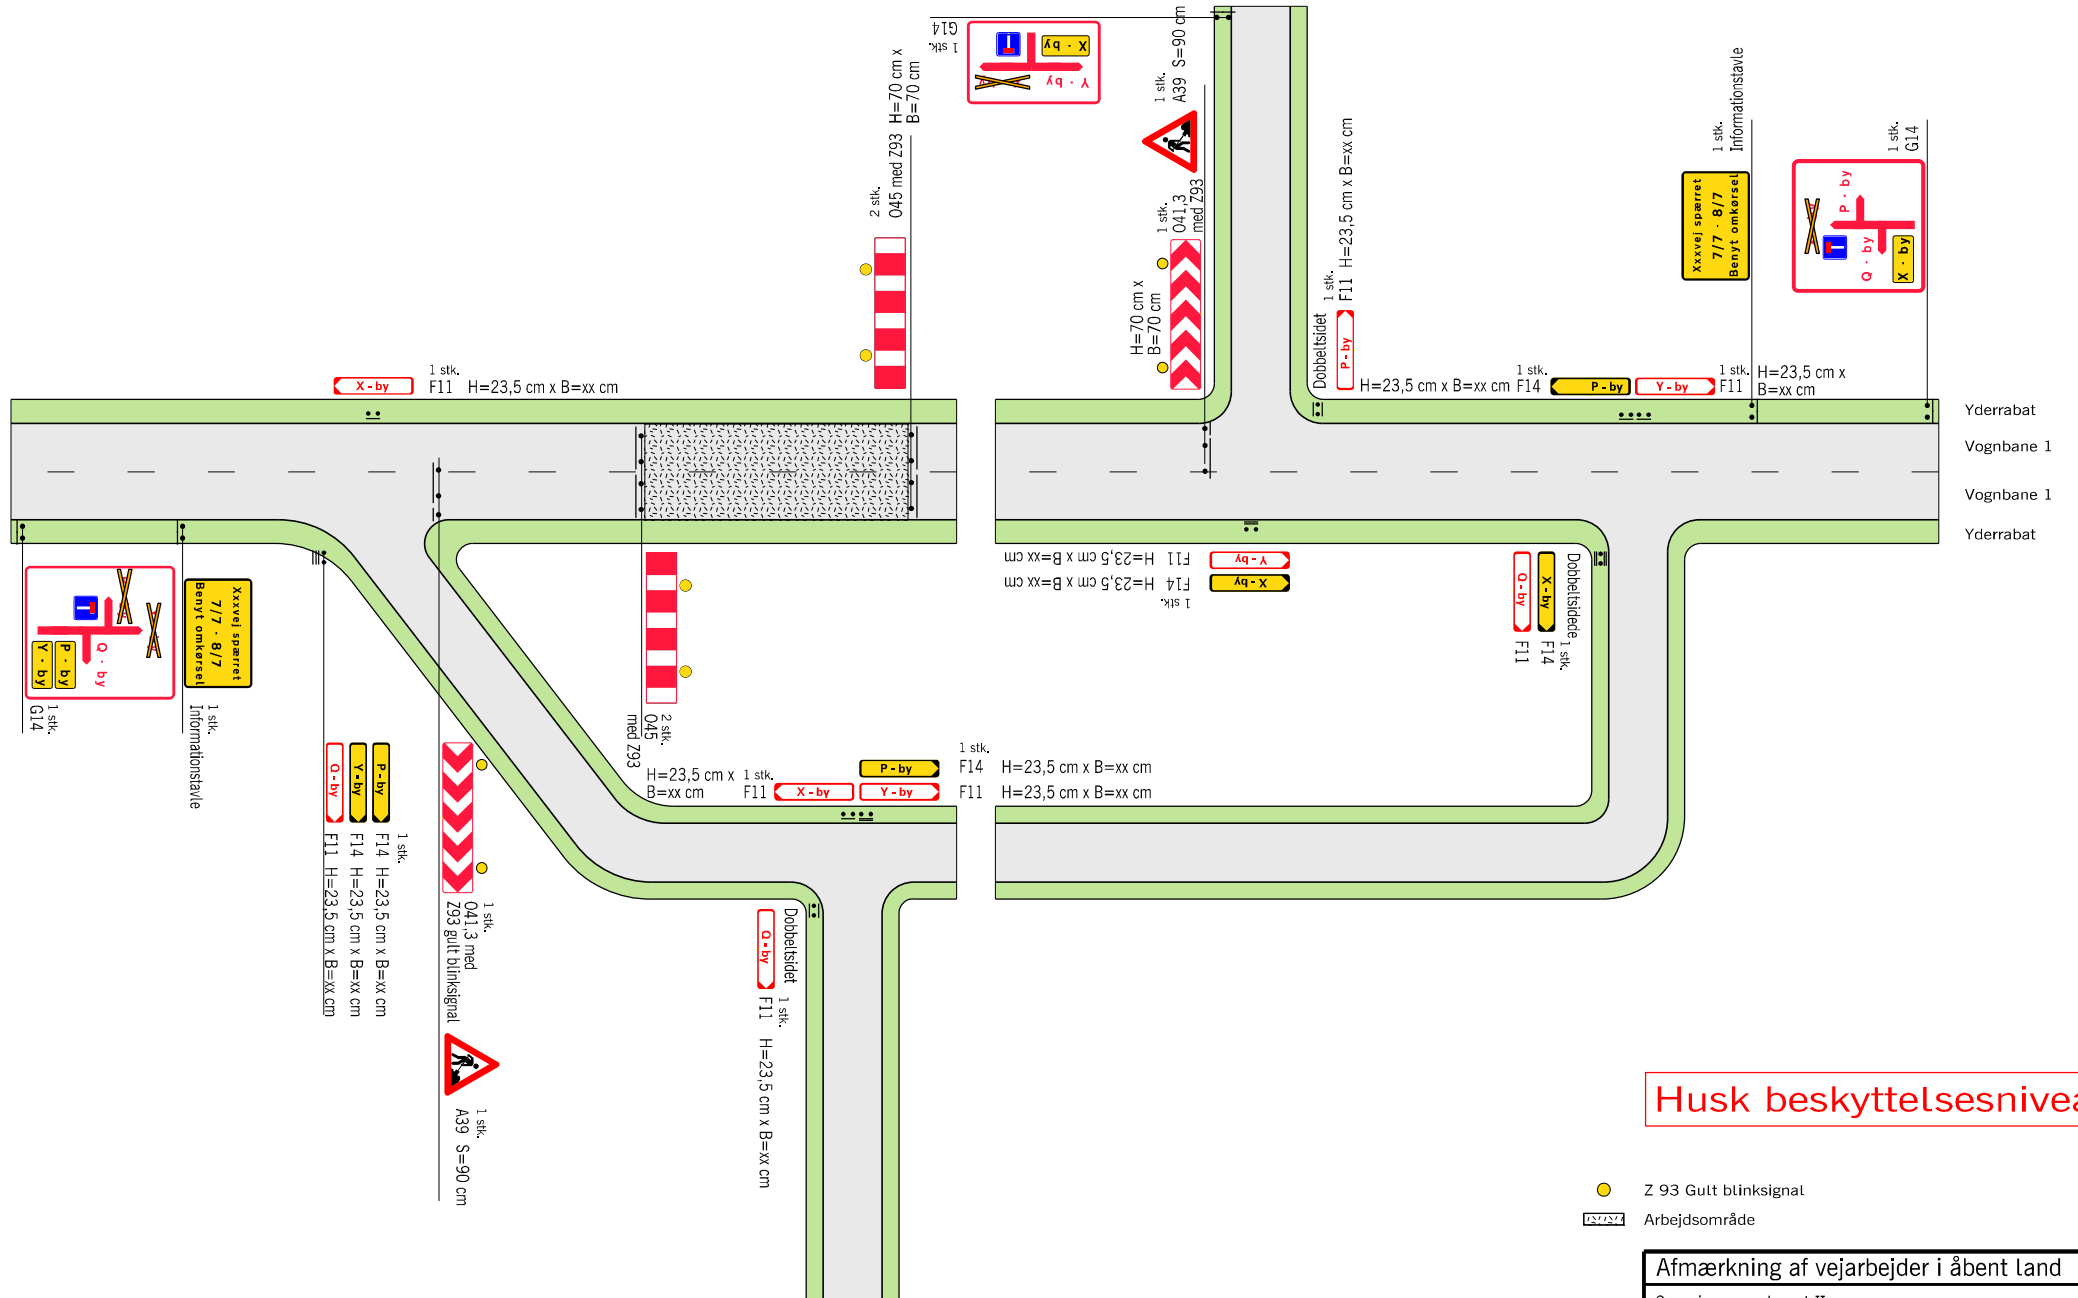 G14
1 stk.
X - by
Y - by
2 stk.
O45 med Z93
H=70 cm x
B=70 cm
1 stk.
A39 S=90 cm
1 stk.
O41,3
med Z93
H=70 cm x
B=70 cm
Dobbeltsidet
1 stk.
F11 H=23,5 cm x B=xx cm
P - by
1 stk.
Informationstavle
Xxxvej spærret
7/7 - 8/7
Benyt omkørsel
1 stk.
G14
P - by
Q - by
X - by
X - by
1 stk.
F11 H=23,5 cm x B=xx cm
H=23,5 cm x B=xx cm
1 stk.
F14
P - by
Y - by
1 stk.
F11
H=23,5 cm x
B=xx cm
Yderrabat
Vognbane 1
Vognbane 1
Yderrabat
Q - by
P - by
Y - by
1 stk.
G14
Xxxvej spærret
7/7 - 8/7
Benyt omkørsel
1 stk.
Informationstavle
2 stk.
O45
med Z93
Y - by
F11 H=23,5 cm x B=xx cm
X - by
F14 H=23,5 cm x B=xx cm
1 stk.
Dobbeltsidede
1 stk.
X - by
F14
Q - by
F11
1 stk.
P - by
F14 H=23,5 cm x B=xx cm
Y - by
F14 H=23,5 cm x B=xx cm
Q - by
F11 H=23,5 cm x B=xx cm
1 stk.
O41,3 med
Z93 gult blinksignal
1 stk.
A39 S=90 cm
H=23,5 cm x
B=xx cm
1 stk.
F11
X - by
P - by
Y - by
1 stk.
F14 H=23,5 cm x B=xx cm
F11 H=23,5 cm x B=xx cm
Dobbeltsidet
1 stk.
Q - by
F11 H=23,5 cm x B=xx cm
Husk beskyttelsesnivea
Z 93 Gult blinksignal
Arbejdsområde
Afmærkning af vejarbejder i åbent land